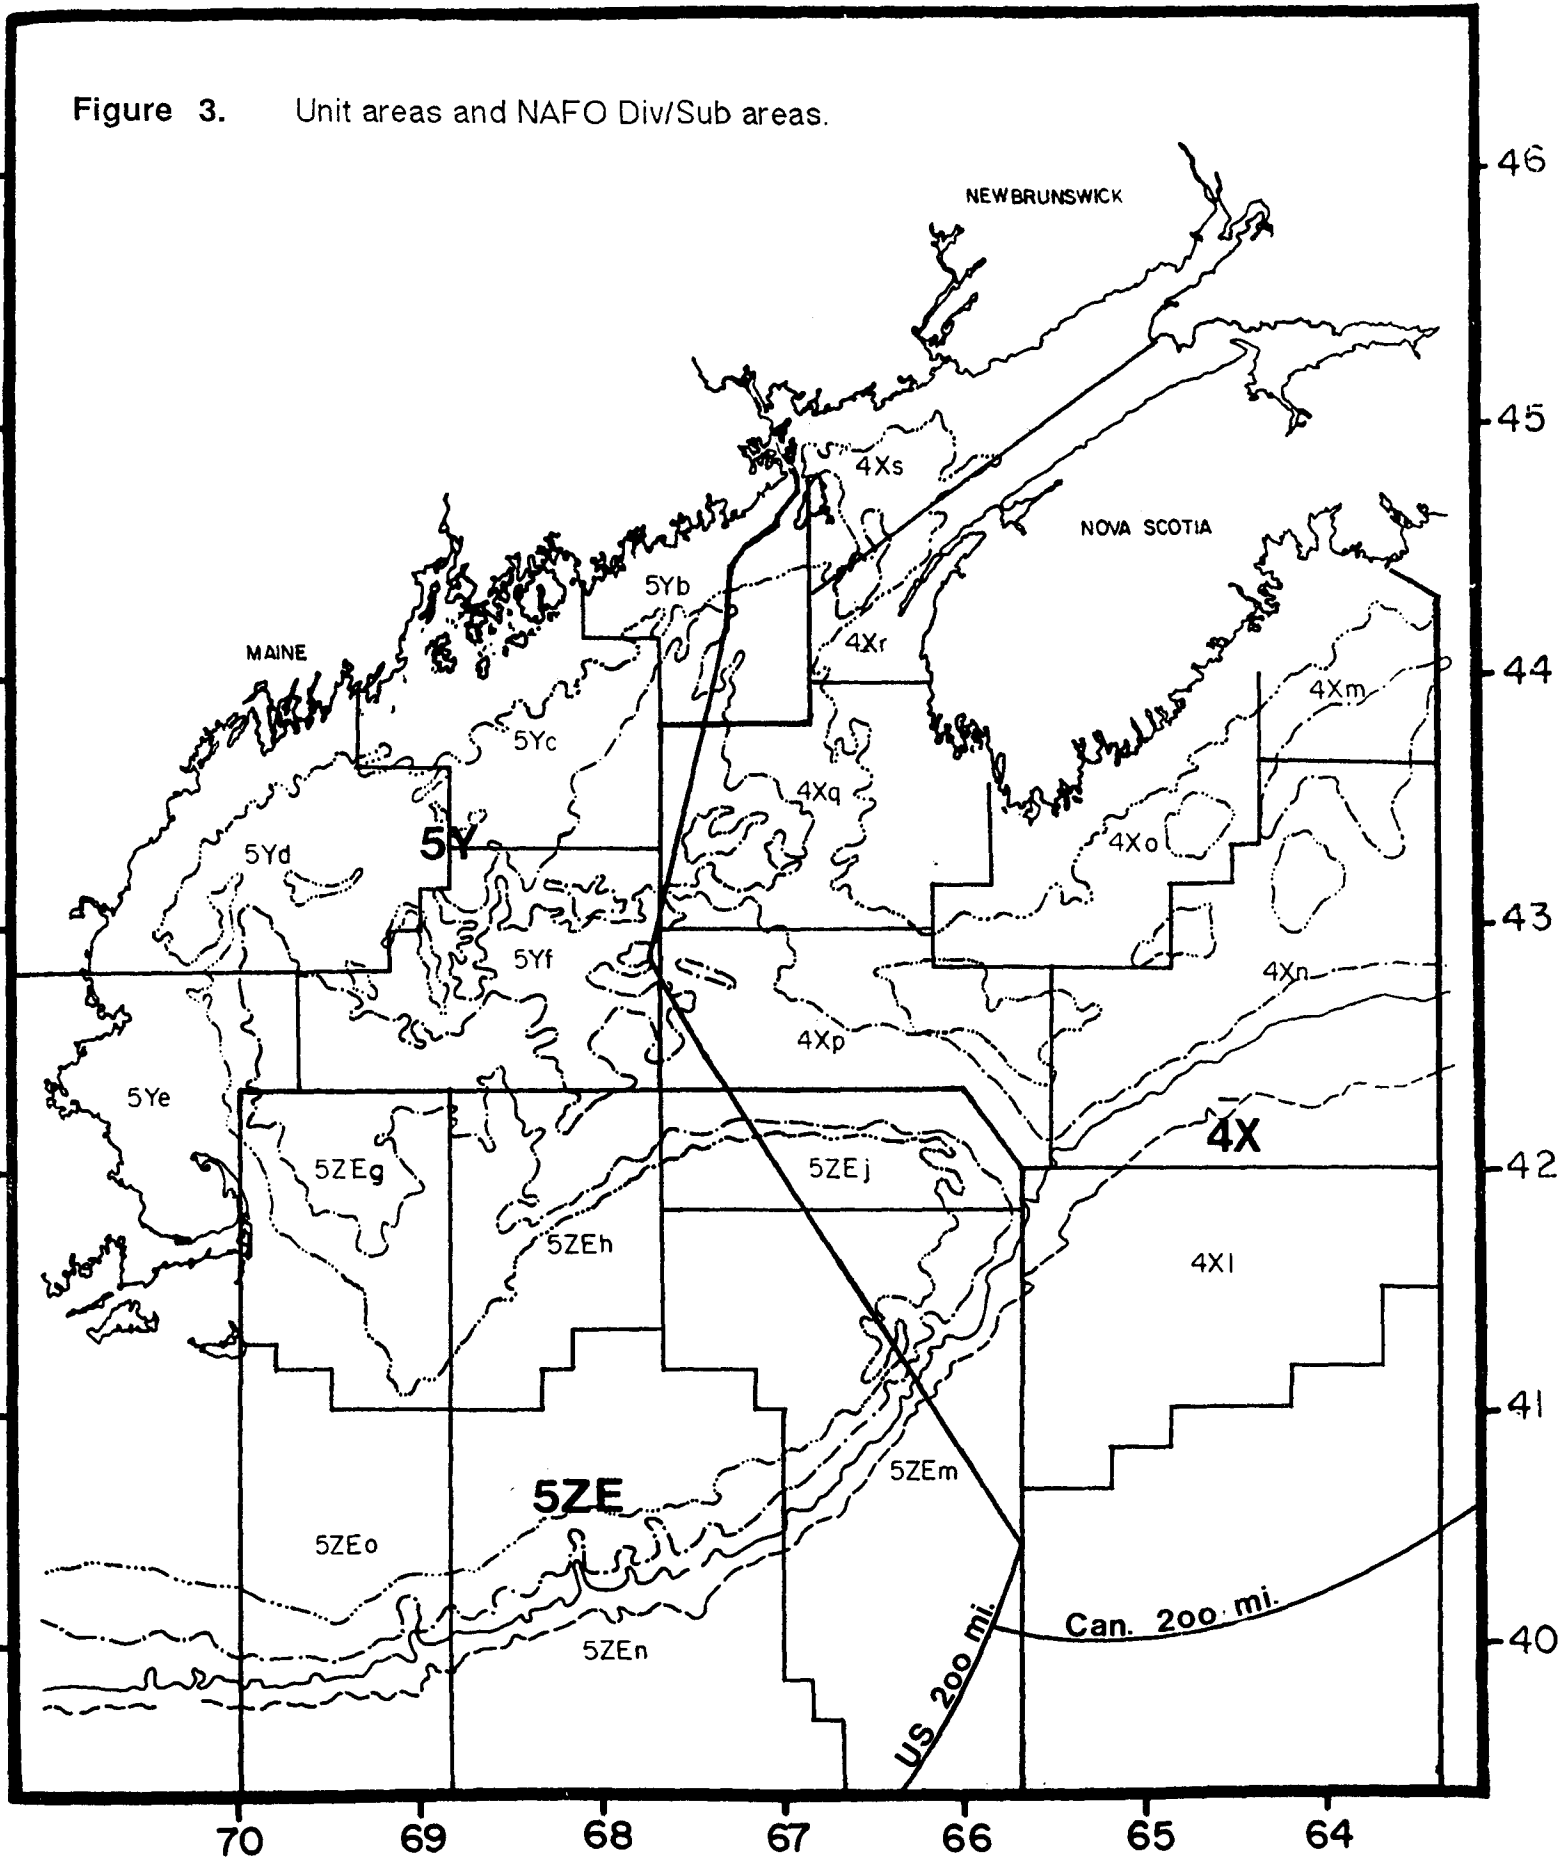 Figure 3. Unit areas and NAFO Div/Sub areas.
46
NEW BRUNSWICK
45
4Xs
NOVA SCOTIA
5Yb
4Xr
MAINE
44
4Xm
5Yc
4Xq
5Y
4Xo
5Yd
43
5Yf
4Xn
4Xp
5Ye
4X
5ZEg
5ZEj
42
5ZEh
4Xl
41
5ZEm
5ZE
5ZEo
Can. 200 mi.
US 200 mi.
40
5ZEn
70 69 68 67 66 65 64